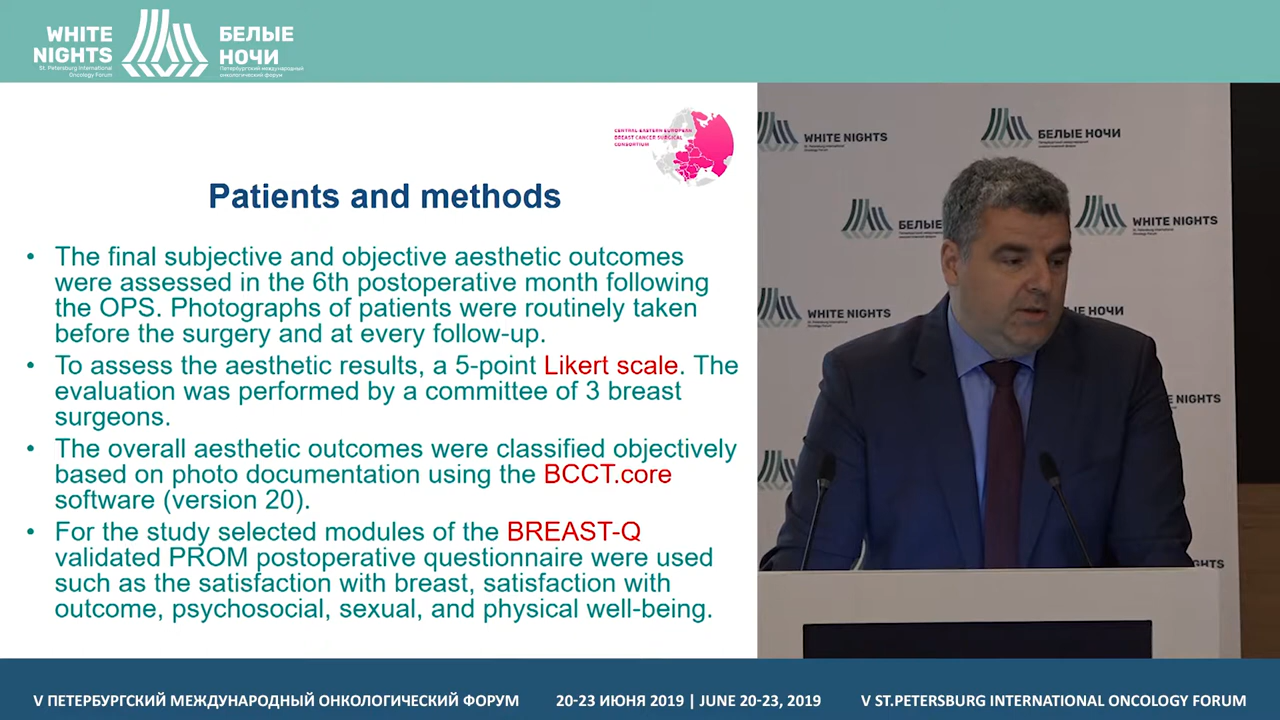 WHITE
NIGHTS
St. Petersburg International
Oncology Forum
БЕЛЫЕ
НОЧИ
Петербургский международный
онкологический форум
CENTRAL-EASTERN EUROPEAN
BREAST CANCER SURGICAL
CONSORTIUM
Patients and methods
• The final subjective and objective aesthetic outcomes
were assessed in the 6th postoperative month following
the OPS. Photographs of patients were routinely taken
before the surgery and at every follow-up.
• To assess the aesthetic results, a 5-point Likert scale. The
evaluation was performed by a committee of 3 breast
surgeons.
• The overall aesthetic outcomes were classified objectively
based on photo documentation using the BCCT.core
software (version 20).
• For the study selected modules of the BREAST-Q
validated PROM postoperative questionnaire were used
such as the satisfaction with breast, satisfaction with
outcome, psychosocial, sexual, and physical well-being.
WHITE NIGHTS
БЕЛЫЕ НОЧИ
БЕЛЫЕ
WHITE NIGHTS
WHITE NIGHTS
ЫЕ НОЧИ
NIGHTS
GHTS
V ПЕТЕРБУРГСКИЙ МЕЖДУНАРОДНЫЙ ОНКОЛОГИЧЕСКИЙ ФОРУМ
20-23 ИЮНЯ 2019 | JUNE 20-23, 2019
V ST.PETERSBURG INTERNATIONAL ONCOLOGY FORUM